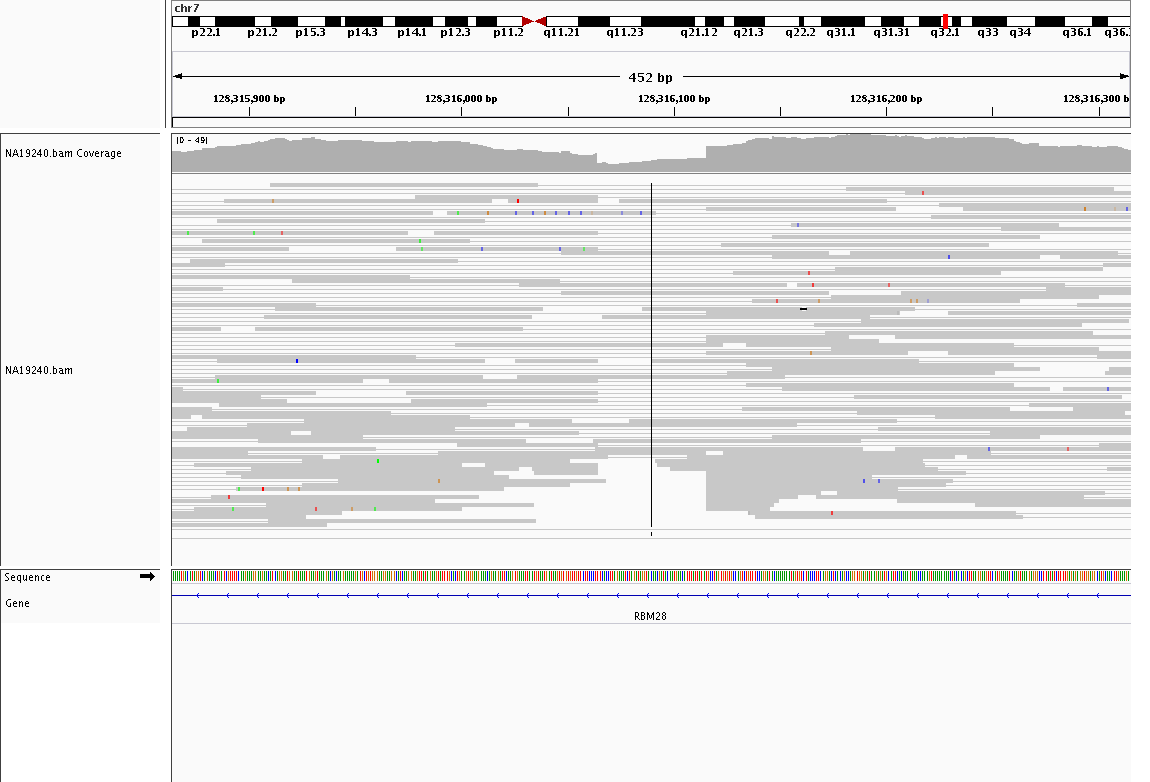 chr7
p22.1 p21.2 p15.3 p14.3 p14.1 p12.3 p11.2 q11.21 q11.23 q21.12 q21.3 q22.2 q31.1 q31.31 q32.1 q33 q34 q36.1 q36.
452 bp
128,315,900 bp 128,316,000 bp 128,316,100 bp 128,316,200 bp 128,316,300 b
[0 - 49]
NA19240.bam Coverage
NA19240.bam
Sequence
Gene
RBM28